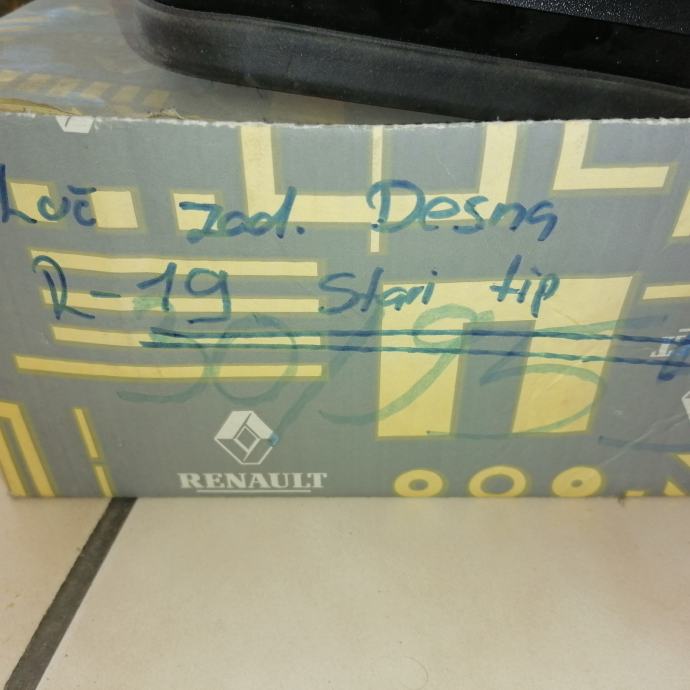 Luč zad. Desna
R-19 Stari tip
RENAULT